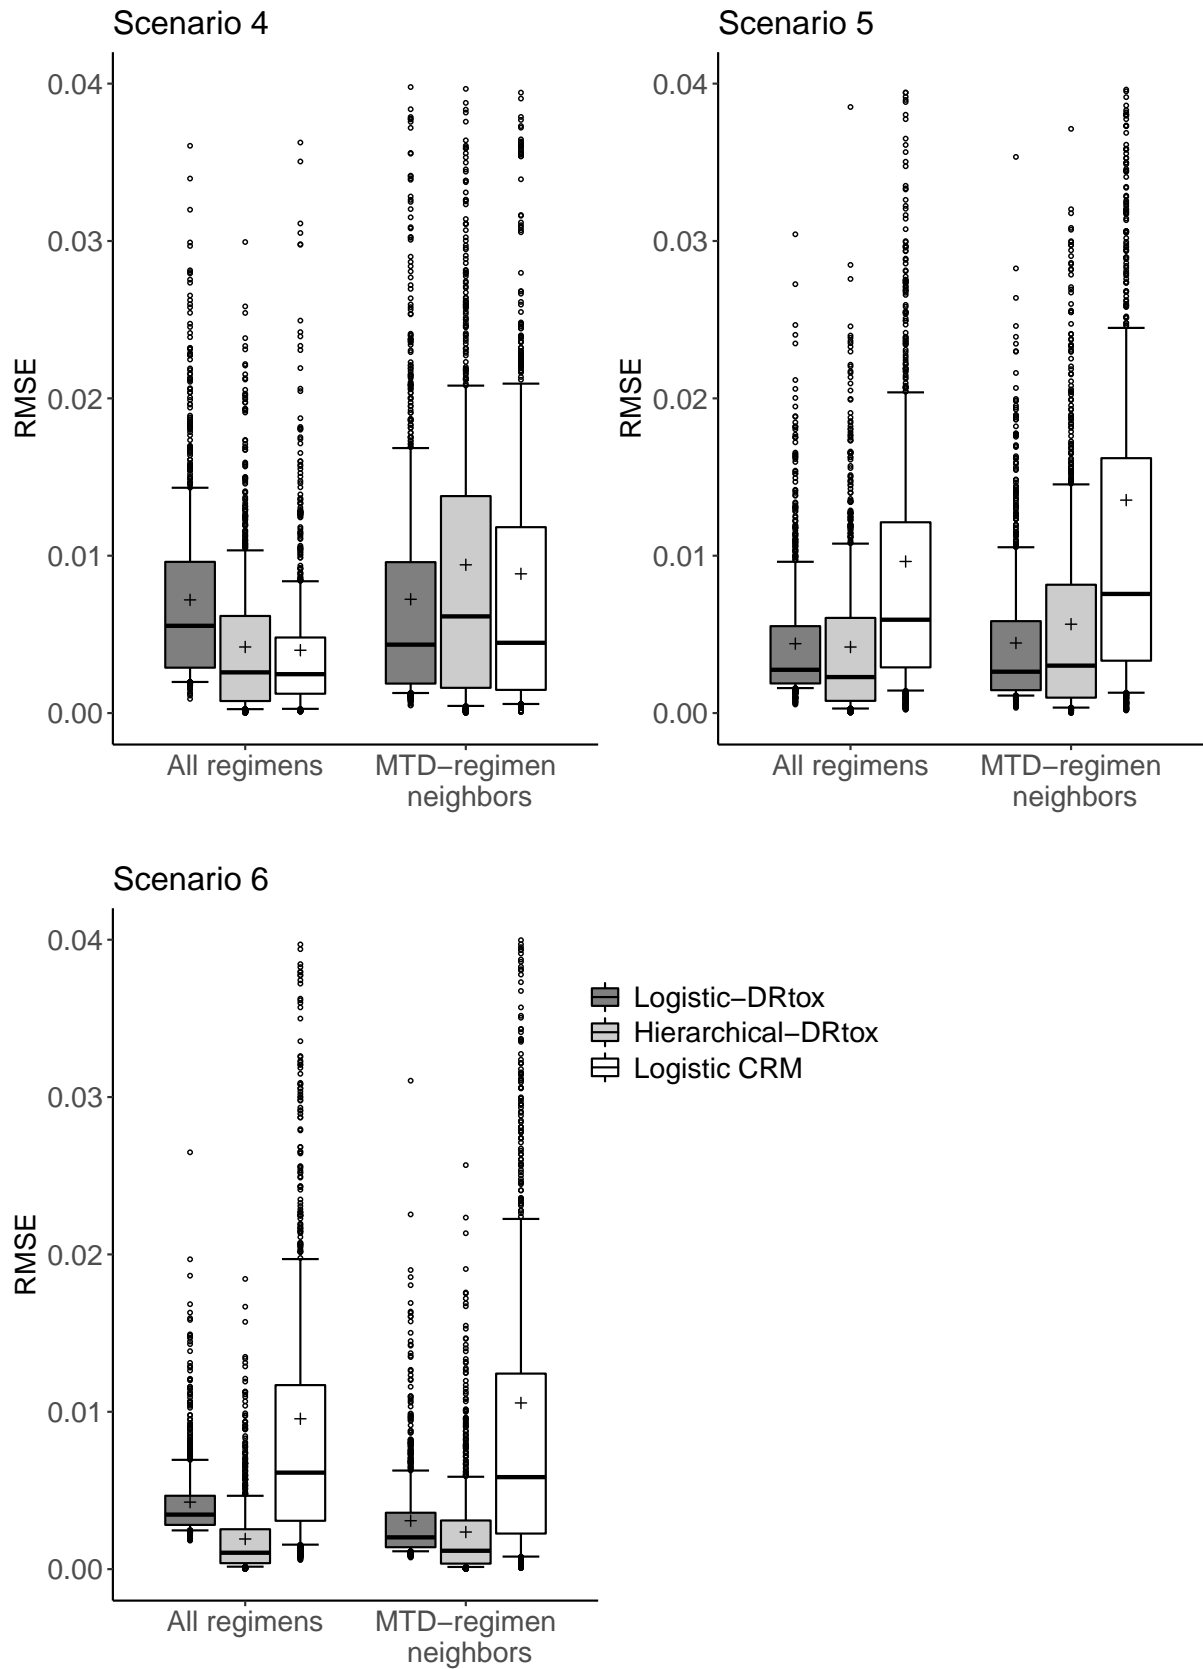 Scenario 4
RMSE
0.04
0.03
0.02
0.01
0.00
All regimens
MTD−regimen
neighbors
Scenario 5
RMSE
0.04
0.03
0.02
0.01
0.00
All regimens
MTD−regimen
neighbors
Scenario 6
RMSE
0.04
0.03
0.02
0.01
0.00
All regimens
MTD−regimen
neighbors
Logistic−DRtox
Hierarchical−DRtox
Logistic CRM